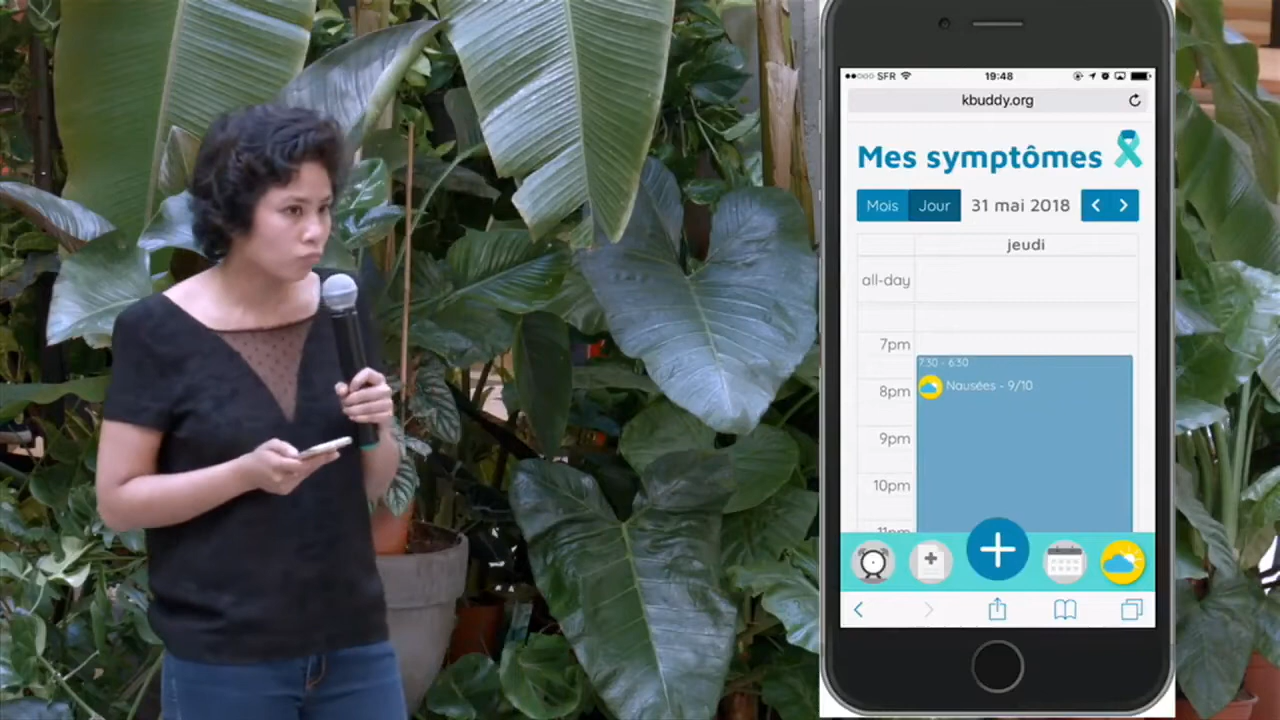 SFR 19:48
kbuddy.org
Mes symptômes
Mois Jour 31 mai 2018
jeudi
all-day
7pm
7:30 - 6:30
Nausées - 9/10
8pm
9pm
10pm
11pm